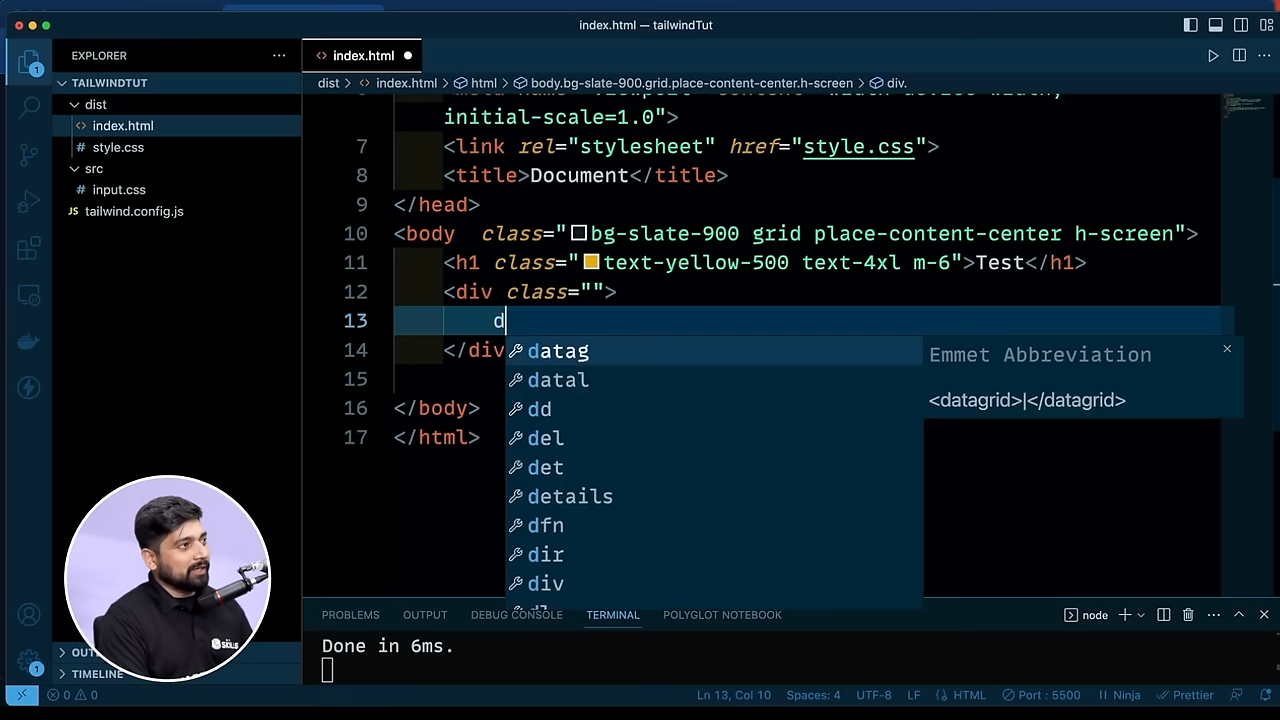 index.html — tailwindTut
EXPLORER
index.html
TAILWINDTUT
dist
index.html
style.css
src
input.css
tailwind.config.js
dist > index.html > html > body.bg-slate-900.grid.place-content-center.h-screen > div.
initial-scale=1.0">
7 <link rel="stylesheet" href="style.css">
8 <title>Document</title>
9 </head>
10 <body class="bg-slate-900 grid place-content-center h-screen">
11 <h1 class="text-yellow-500 text-4xl m-6">Test</h1>
12 <div class="">
13 d
14 </div
15
16 </body>
17 </html>
datag
datal
dd
del
det
details
dfn
dir
div
Emmet Abbreviation
<datagrid>|</datagrid>
PROBLEMS OUTPUT DEBUG CONSOLE TERMINAL POLYGLOT NOTEBOOK
node
Done in 6ms.
TIMELINE
SKILLS
1
1
0 0
Ln 13, Col 10 Spaces: 4 UTF-8 LF HTML Port : 5500 Ninja Prettier